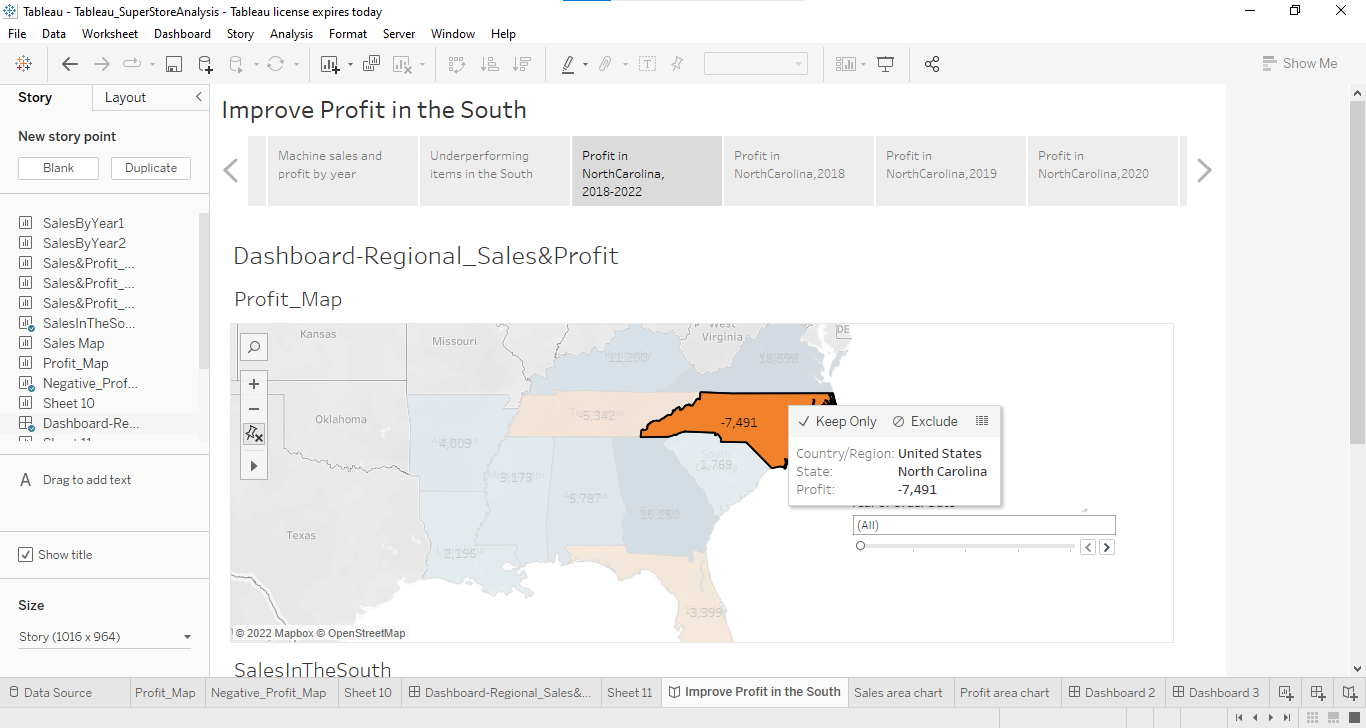 Tableau - Tableau_SuperStoreAnalysis - Tableau license expires today
File Data Worksheet Dashboard Story Analysis Format Server Window Help
Show Me
Story Layout
New story point
Blank Duplicate
SalesByYear1
SalesByYear2
Sales&Profit_...
Sales&Profit_...
Sales&Profit_...
SalesInTheSo...
Sales Map
Profit_Map
Negative_Prof...
Sheet 10
Dashboard-Re...
Sheet 11
A Drag to add text
Show title
Size
Story (1016 x 964)
Improve Profit in the South
Machine sales and
profit by year
Underperforming
items in the South
Profit in
NorthCarolina,
2018-2022
Profit in
NorthCarolina,2018
Profit in
NorthCarolina,2019
Profit in
NorthCarolina,2020
Dashboard-Regional_Sales&Profit
Profit_Map
Kansas
Missouri
West
Virginia
DE
Oklahoma
Texas
11,200
18,598
-5,342
-7,491
4,009
3,173
5,787
16,250
South
1,769
2,196
-3,399
Keep Only Exclude
Country/Region: United States
State: North Carolina
Profit: -7,491
Year of Order Date
(All)
© 2022 Mapbox © OpenStreetMap
SalesInTheSouth
Data Source Profit_Map Negative_Profit_Map Sheet 10 Dashboard-Regional_Sales&... Sheet 11 Improve Profit in the South Sales area chart Profit area chart Dashboard 2 Dashboard 3